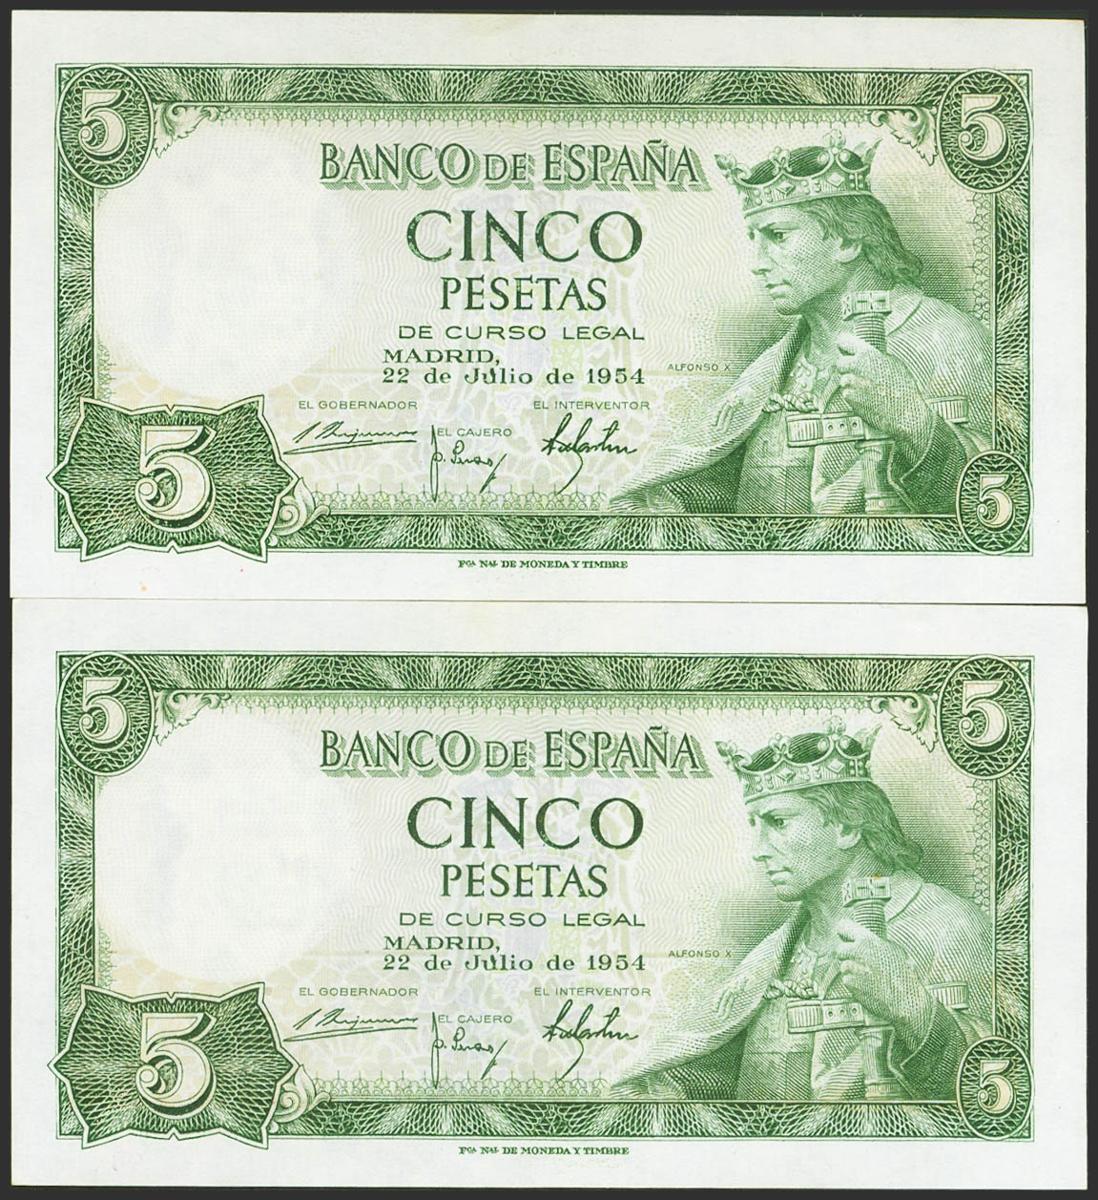 5 5
BANCO DE ESPAÑA
CINCO
PESETAS
DE CURSO LEGAL
MADRID,
22 de Julio de 1954
ALFONSO X
EL GOBERNADOR EL INTERVENTOR
EL CAJERO
5 5
Fca. Nal. DE MONEDA Y TIMBRE
5 5
BANCO DE ESPAÑA
CINCO
PESETAS
DE CURSO LEGAL
MADRID,
22 de Julio de 1954
ALFONSO X
EL GOBERNADOR EL INTERVENTOR
EL CAJERO
5 5
Fca. Nal. DE MONEDA Y TIMBRE